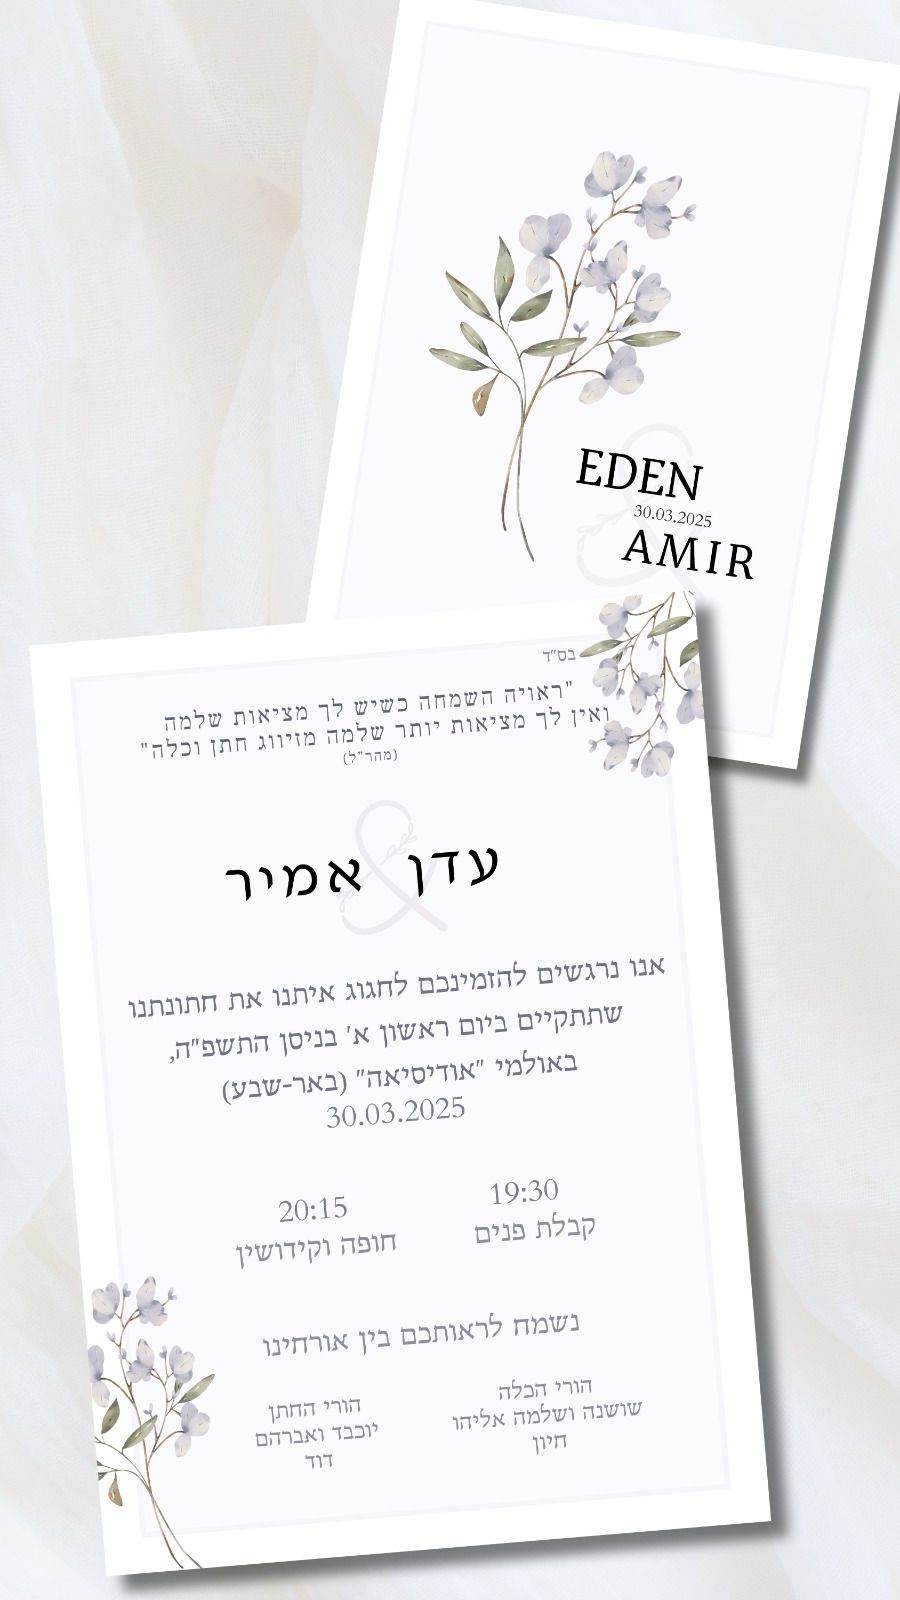 EDEN
30.03.2025
AMIR
בס"ד
"ראויה השמחה כשיש לך מציאות שלמה
ואין לך מציאות יותר שלמה מזיווג חתן וכלה"
(מהר"ל)
עדן & אמיר
אנו נרגשים להזמינכם לחגוג איתנו את חתונתנו
שתתקיים ביום ראשון א' בניסן התשפ"ה,
באולמי "אודיסיאה" (באר-שבע)
30.03.2025
19:30
קבלת פנים
20:15
חופה וקידושין
נשמח לראותכם בין אורחינו
הורי הכלה
שושנה ושלמה אליהו
חיון
הורי החתן
יוכבד ואברהם
דוד